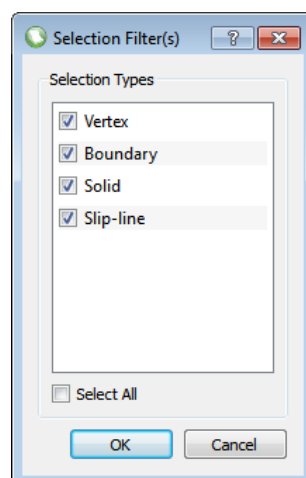 Selection Filter(s)
Selection Types
Vertex
Boundary
Solid
Slip-line
Select All
OK
Cancel